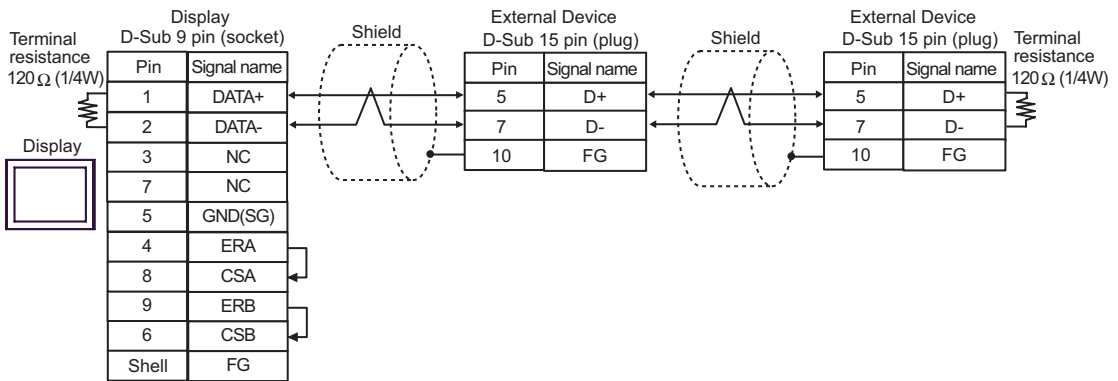 Display
D-Sub 9 pin (socket)
Terminal
resistance
120 Ω (1/4W)
Pin Signal name
1 DATA+
2 DATA-
3 NC
7 NC
5 GND(SG)
4 ERA
8 CSA
9 ERB
6 CSB
Shell FG
Display
Shield
External Device
D-Sub 15 pin (plug)
Pin Signal name
5 D+
7 D-
10 FG
Shield
External Device
D-Sub 15 pin (plug)
Pin Signal name
5 D+
7 D-
10 FG
Terminal
resistance
120 Ω (1/4W)